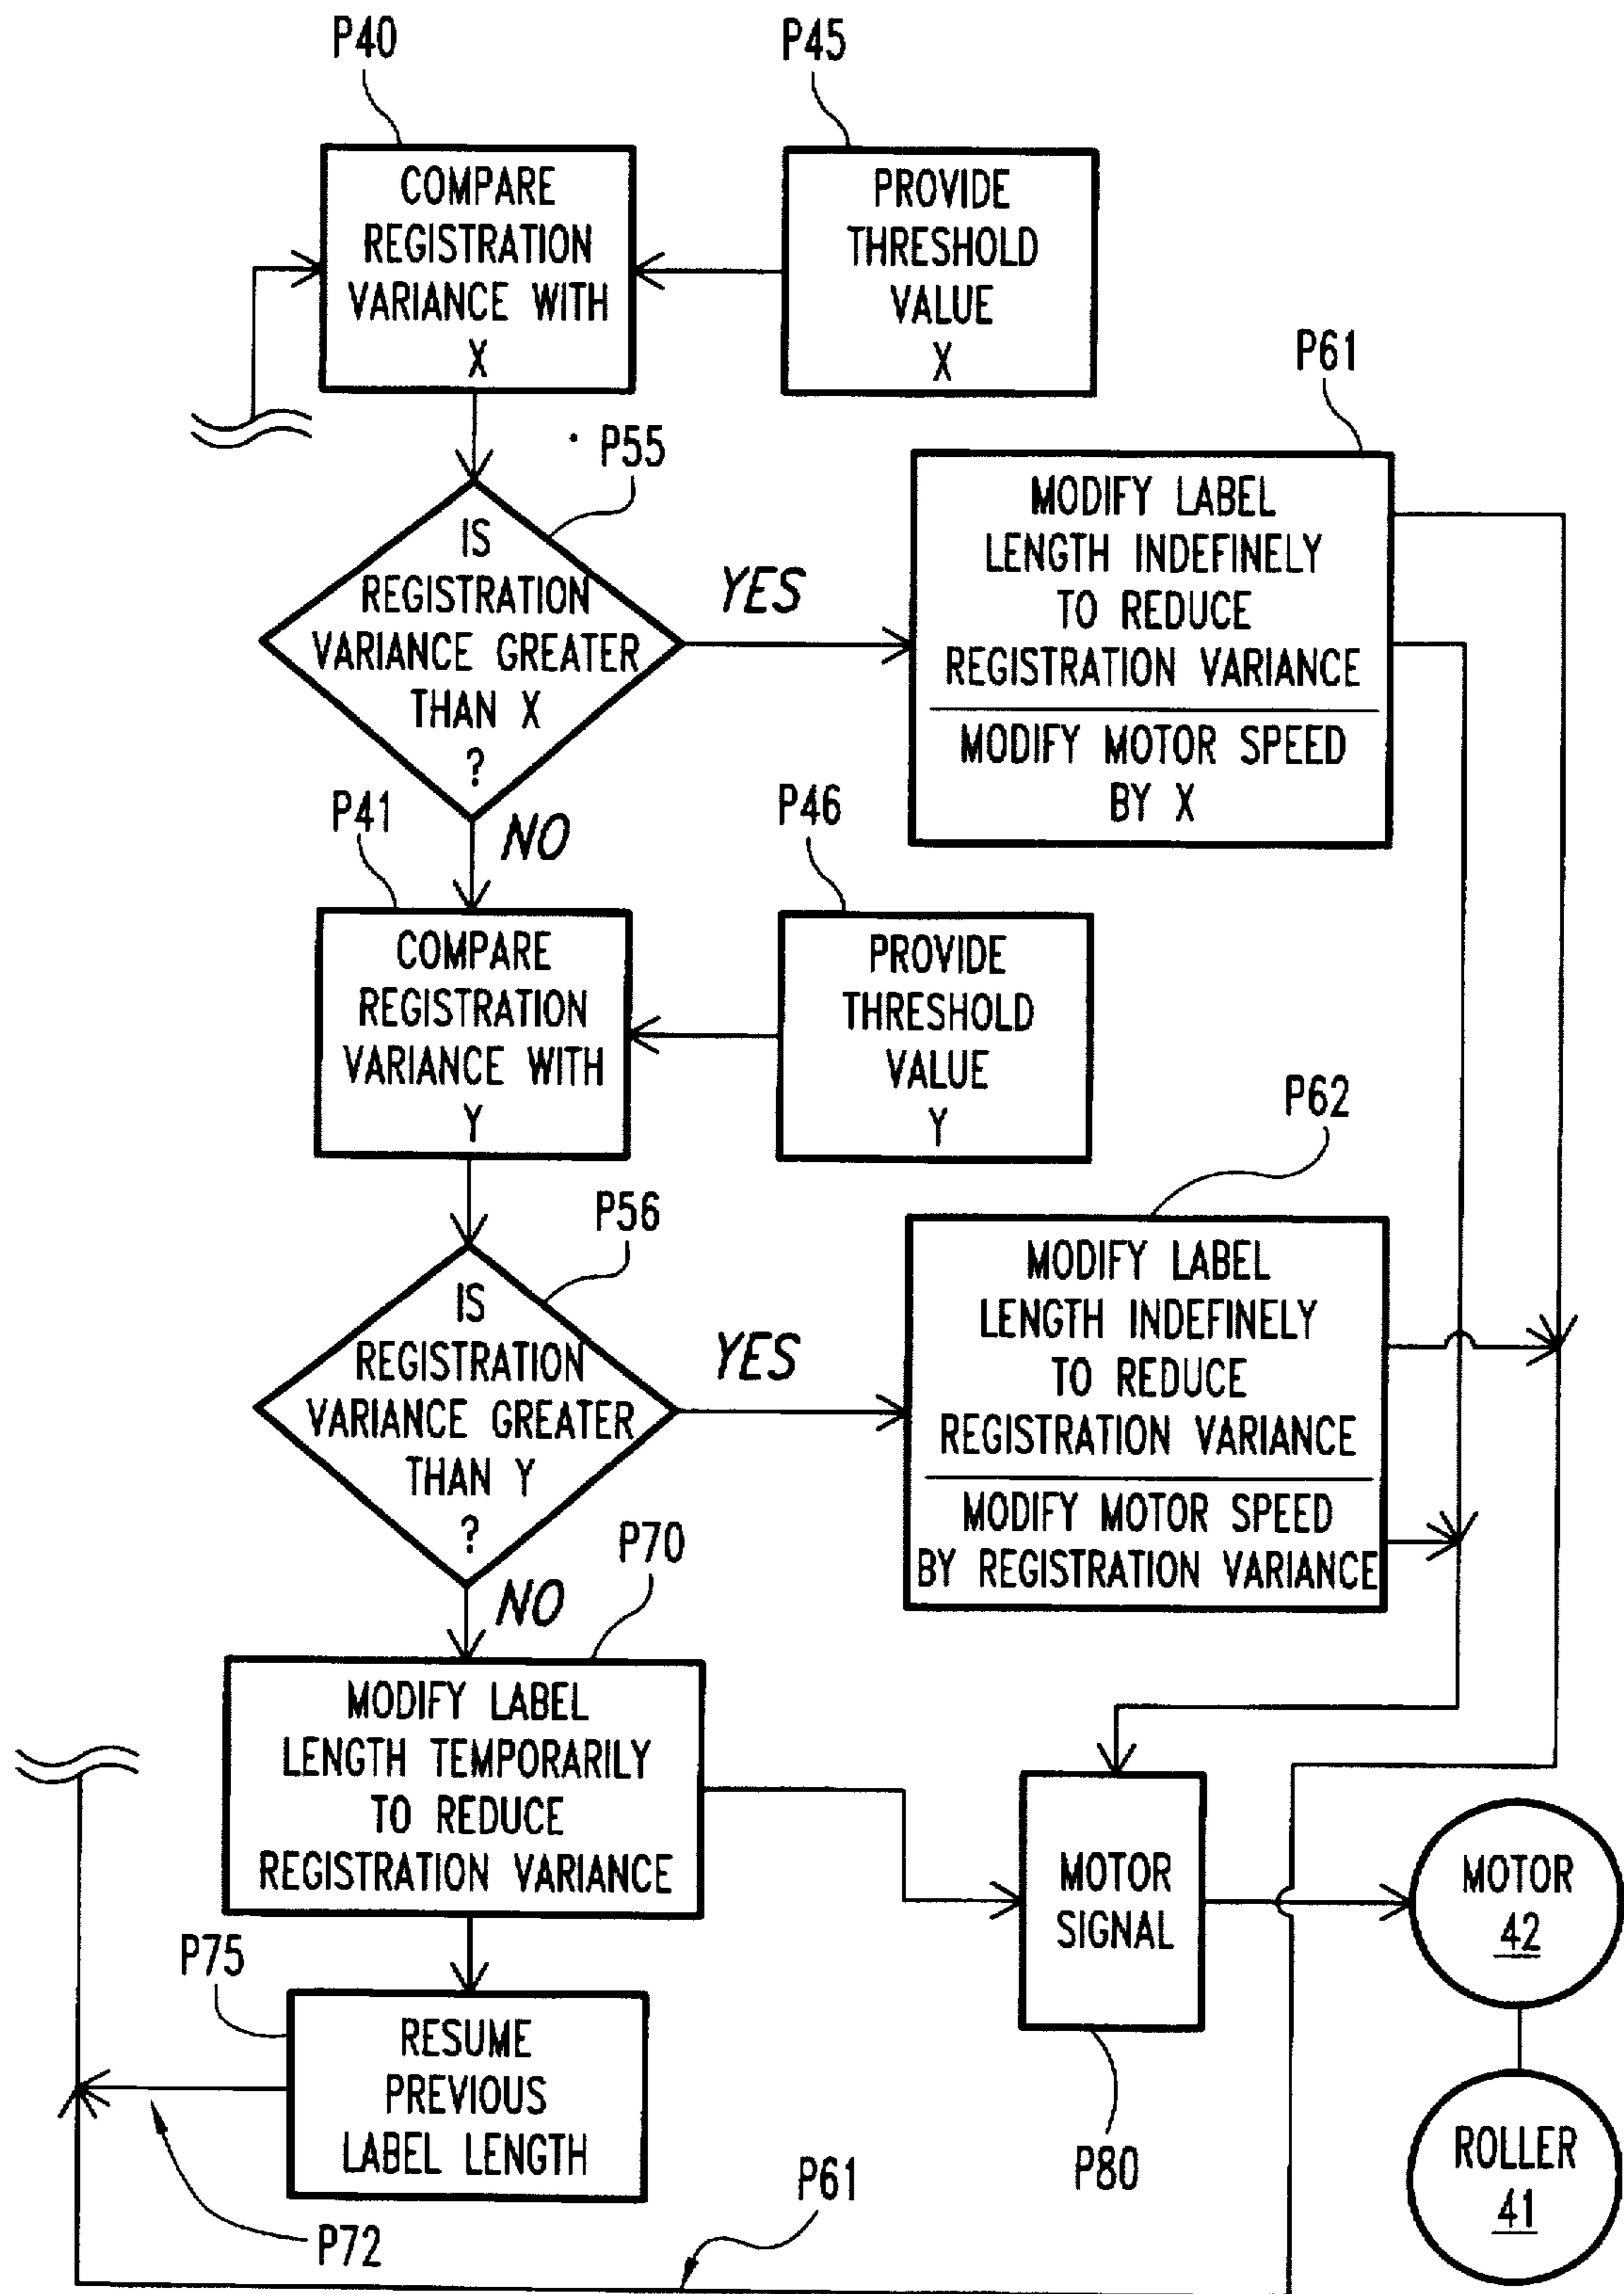 P40
P45
COMPARE
REGISTRATION
VARIANCE WITH
X
PROVIDE
THRESHOLD
VALUE
X
P55
P61
IS
REGISTRATION
VARIANCE GREATER
THAN X
?
YES
MODIFY LABEL
LENGTH INDEFINELY
TO REDUCE
REGISTRATION VARIANCE
MODIFY MOTOR SPEED
BY X
NO
P41
P46
COMPARE
REGISTRATION
VARIANCE WITH
Y
PROVIDE
THRESHOLD
VALUE
Y
P56
P62
IS
REGISTRATION
VARIANCE GREATER
THAN Y
?
YES
MODIFY LABEL
LENGTH INDEFINELY
TO REDUCE
REGISTRATION VARIANCE
MODIFY MOTOR SPEED
BY REGISTRATION VARIANCE
NO
P70
MODIFY LABEL
LENGTH TEMPORARILY
TO REDUCE
REGISTRATION VARIANCE
MOTOR
SIGNAL
P80
MOTOR
42
ROLLER
41
P75
RESUME
PREVIOUS
LABEL LENGTH
P72
P61